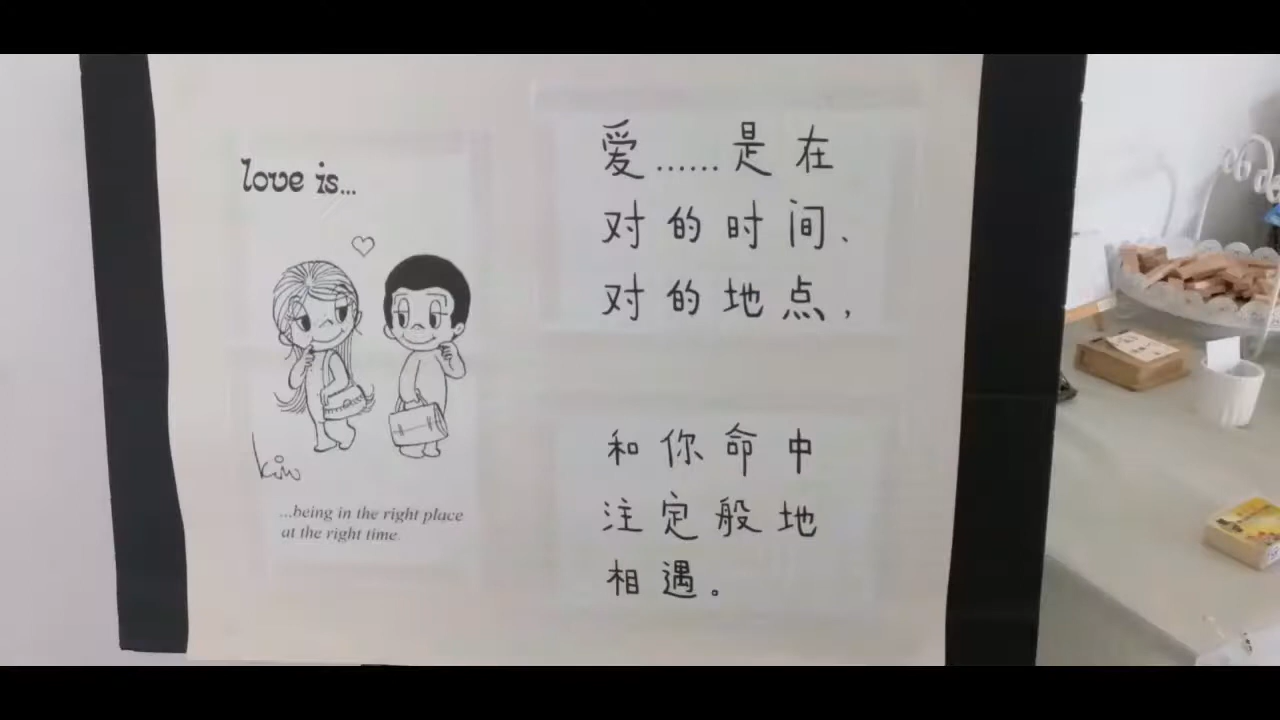 love is...
kim
...being in the right place
at the right time.
爱......是在
对的时间、
对的地点，
和你命中
注定般地
相遇。